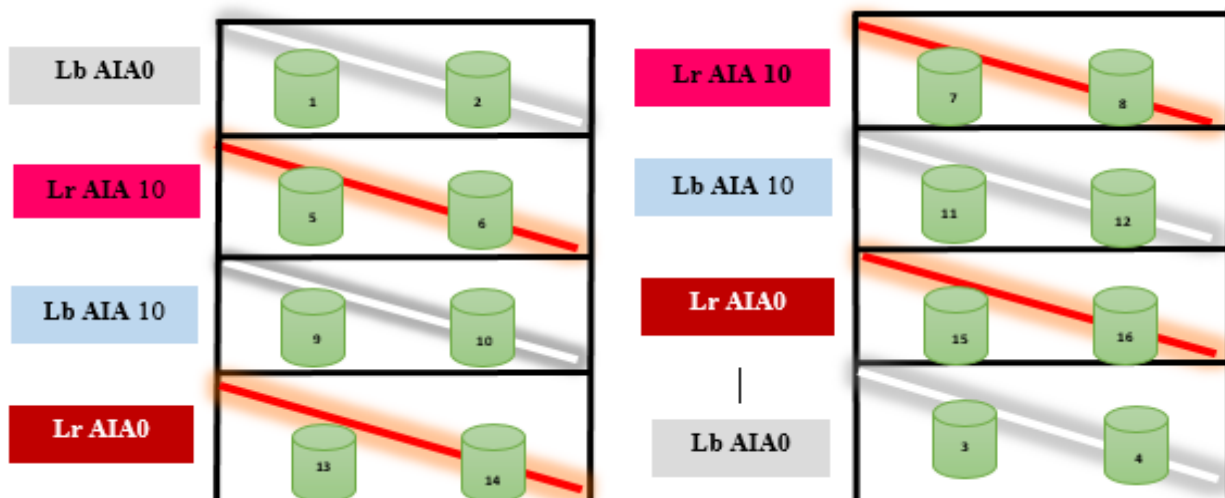 Lb AIA0
1 2
Lr AIA 10
5 6
Lb AIA 10
9 10
Lr AIA0
13 14
Lr AIA 10
7 8
Lb AIA 10
11 12
Lr AIA0
15 16
Lb AIA0
3 4